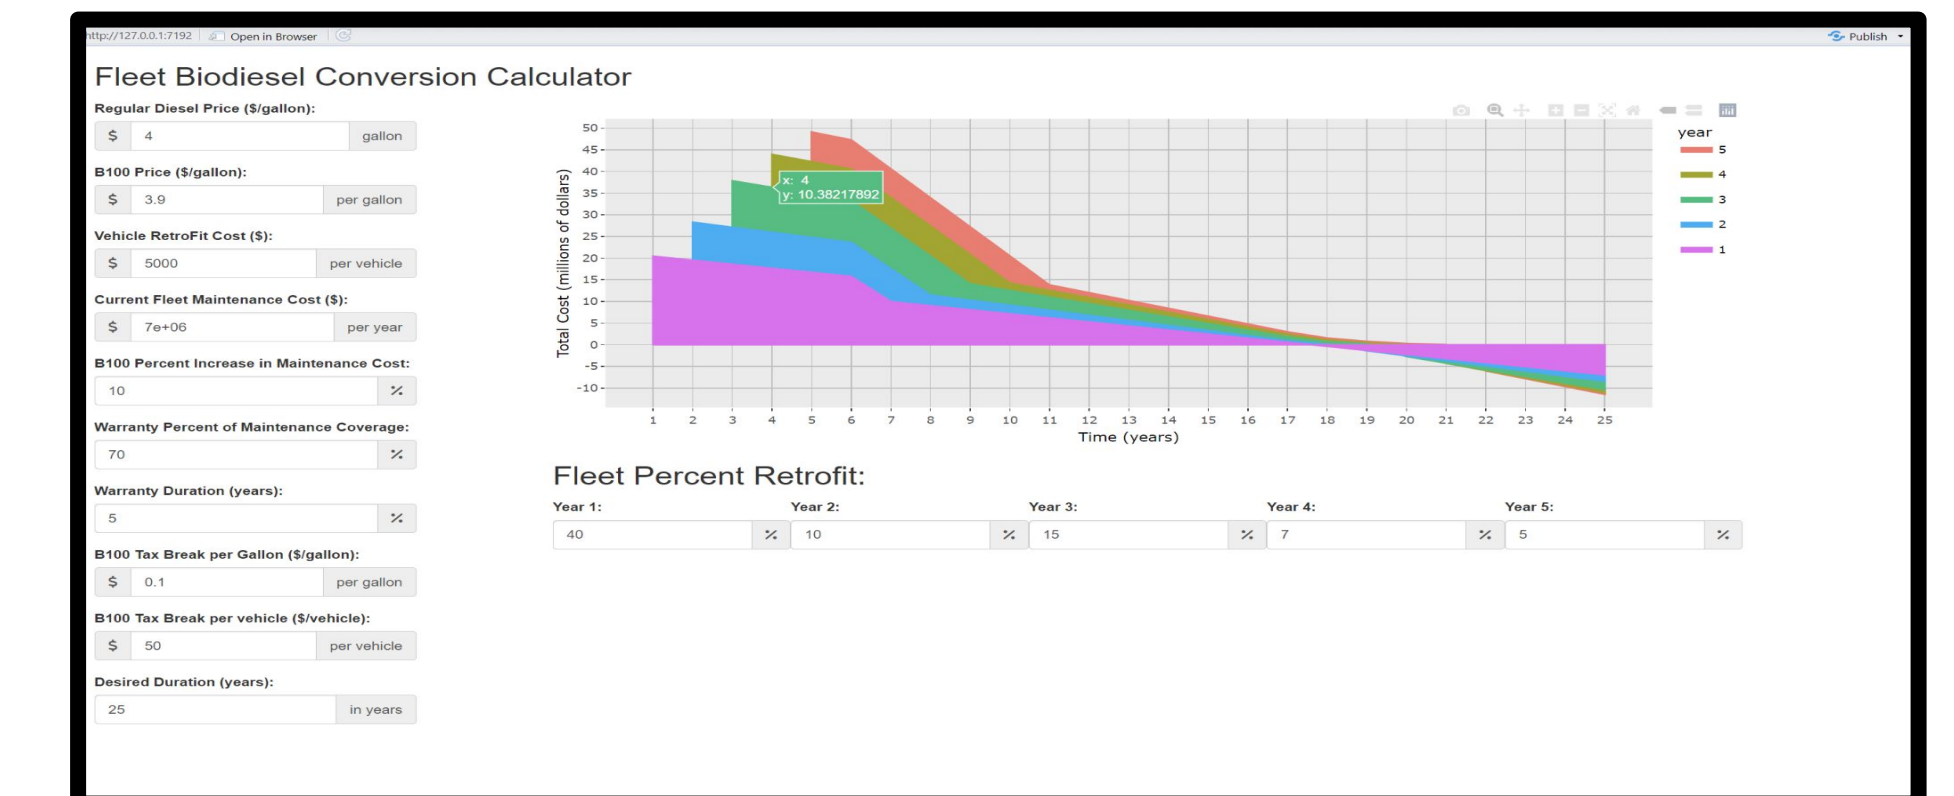 http://127.0.0.1:7192 Open in Browser Publish
Fleet Biodiesel Conversion Calculator
Regular Diesel Price ($/gallon):
$ 4 gallon
B100 Price ($/gallon):
$ 3.9 per gallon
Vehicle RetroFit Cost ($):
$ 5000 per vehicle
Current Fleet Maintenance Cost ($):
$ 7e+06 per year
B100 Percent Increase in Maintenance Cost:
10 %
Warranty Percent of Maintenance Coverage:
70 %
Warranty Duration (years):
5 %
B100 Tax Break per Gallon ($/gallon):
$ 0.1 per gallon
B100 Tax Break per vehicle ($/vehicle):
$ 50 per vehicle
Desired Duration (years):
25 in years
Total Cost (millions of dollars)
50
45
40
35
30
25
20
15
10
5
0
-5
-10
x: 4
y: 10.38217892
1 2 3 4 5 6 7 8 9 10 11 12 13 14 15 16 17 18 19 20 21 22 23 24 25
Time (years)
year
5
4
3
2
1
Fleet Percent Retrofit:
Year 1: Year 2: Year 3: Year 4: Year 5:
40 % 10 % 15 % 7 % 5 %